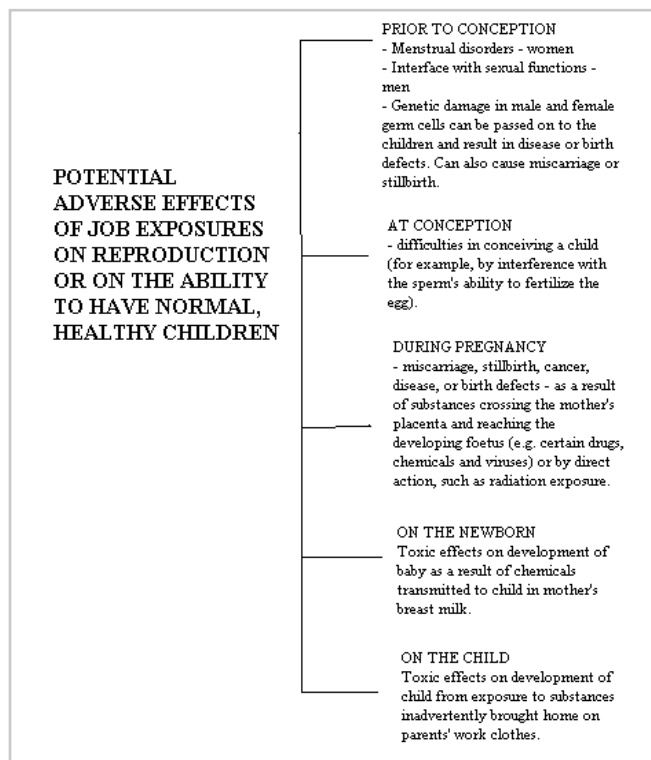 POTENTIAL
ADVERSE EFFECTS
OF JOB EXPOSURES
ON REPRODUCTION
OR ON THE ABILITY
TO HAVE NORMAL,
HEALTHY CHILDREN
PRIOR TO CONCEPTION
- Menstrual disorders - women
- Interface with sexual functions -
men
- Genetic damage in male and female
germ cells can be passed on to the
children and result in disease or birth
defects. Can also cause miscarriage or
stillbirth.
AT CONCEPTION
- difficulties in conceiving a child
(for example, by interference with
the sperm's ability to fertilize the
egg).
DURING PREGNANCY
- miscarriage, stillbirth, cancer,
disease, or birth defects - as a result
of substances crossing the mother's
placenta and reaching the
developing foetus (e.g. certain drugs,
chemicals and viruses) or by direct
action, such as radiation exposure.
ON THE NEWBORN
Toxic effects on development of
baby as a result of chemicals
transmitted to child in mother's
breast milk.
ON THE CHILD
Toxic effects on development of
child from exposure to substances
inadvertently brought home on
parents' work clothes.